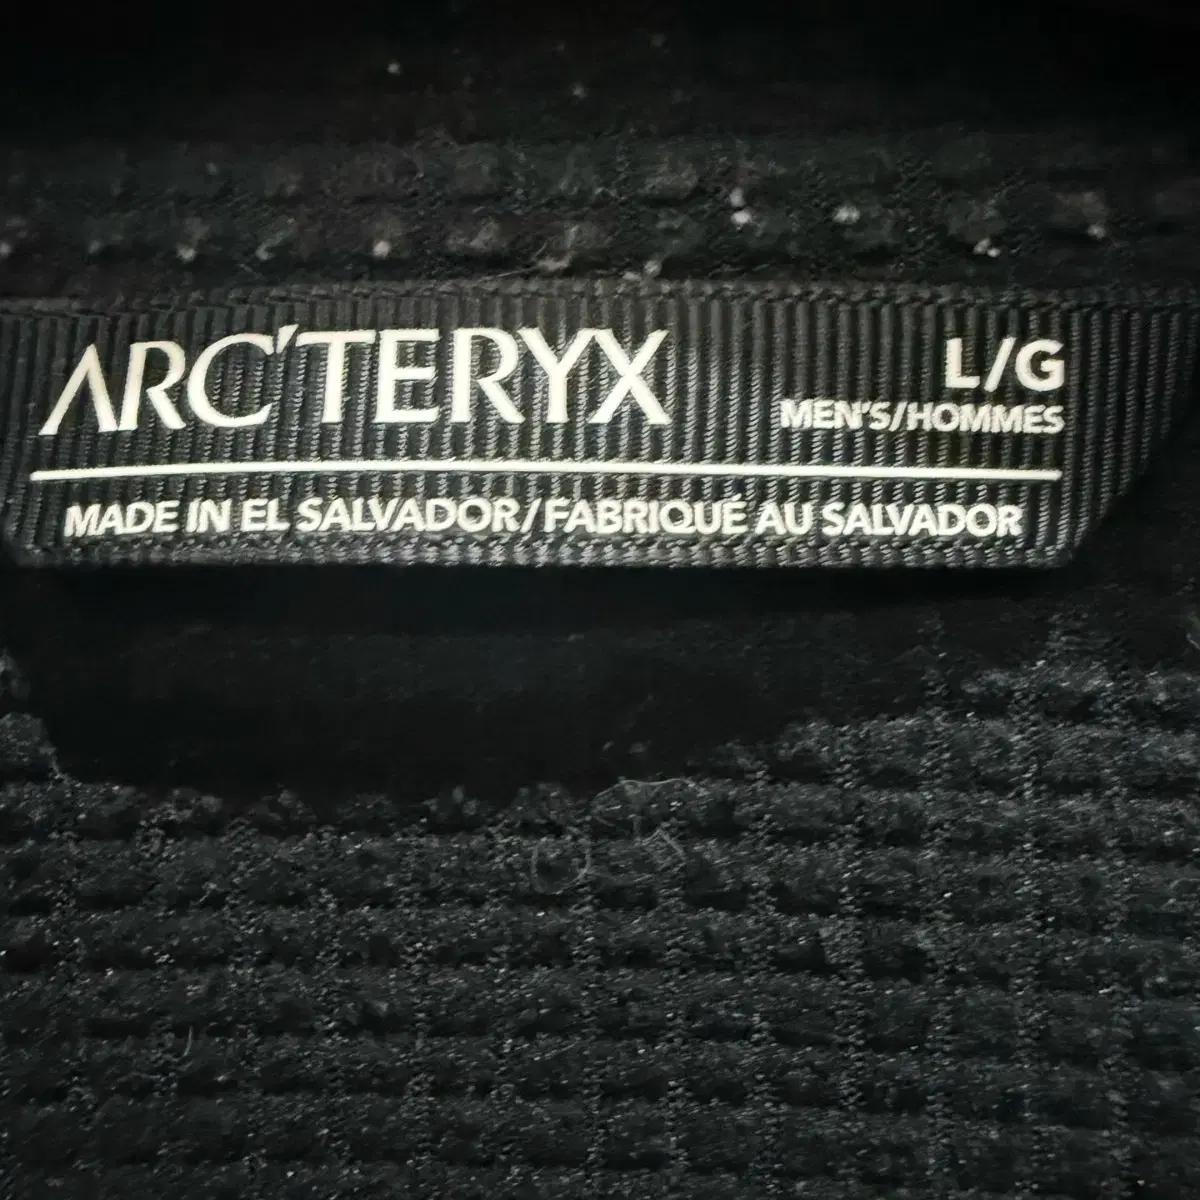 ARC'TERYX
L/G
MEN'S/HOMMES
MADE IN EL SALVADOR/FABRIQUÉ AU SALVADOR